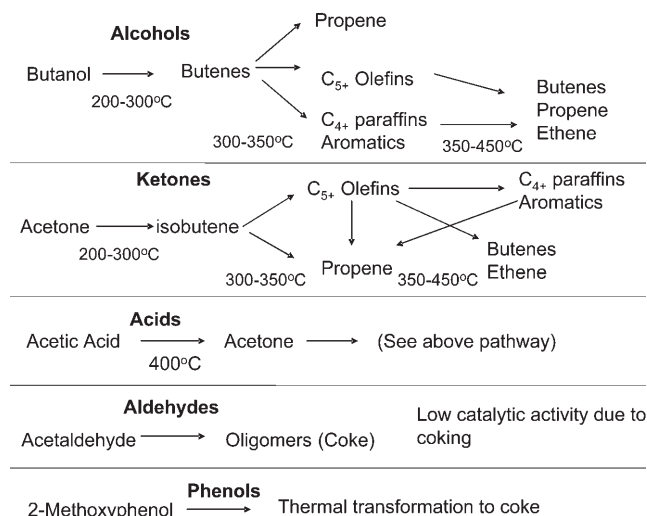 Alcohols
Propene
Butanol
Butenes
200-300°C
C5+ Olefins
C4+ paraffins
Aromatics
300-350°C
350-450°C
Butenes
Propene
Ethene
Ketones
Acetone
isobutene
200-300°C
C5+ Olefins
C4+ paraffins
Aromatics
300-350°C
Propene
350-450°C
Butenes
Ethene
Acids
Acetic Acid
400°C
Acetone
(See above pathway)
Aldehydes
Acetaldehyde
Oligomers (Coke)
Low catalytic activity due to
coking
Phenols
2-Methoxyphenol
Thermal transformation to coke